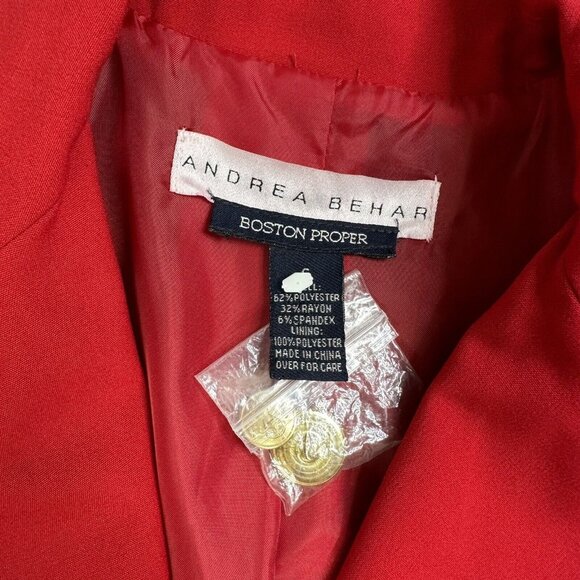 ANDREA BEHAR
BOSTON PROPER
62% POLYESTER
32% RAYON
6% SPANDEX
LINING:
100% POLYESTER
MADE IN CHINA
OVER FOR CARE